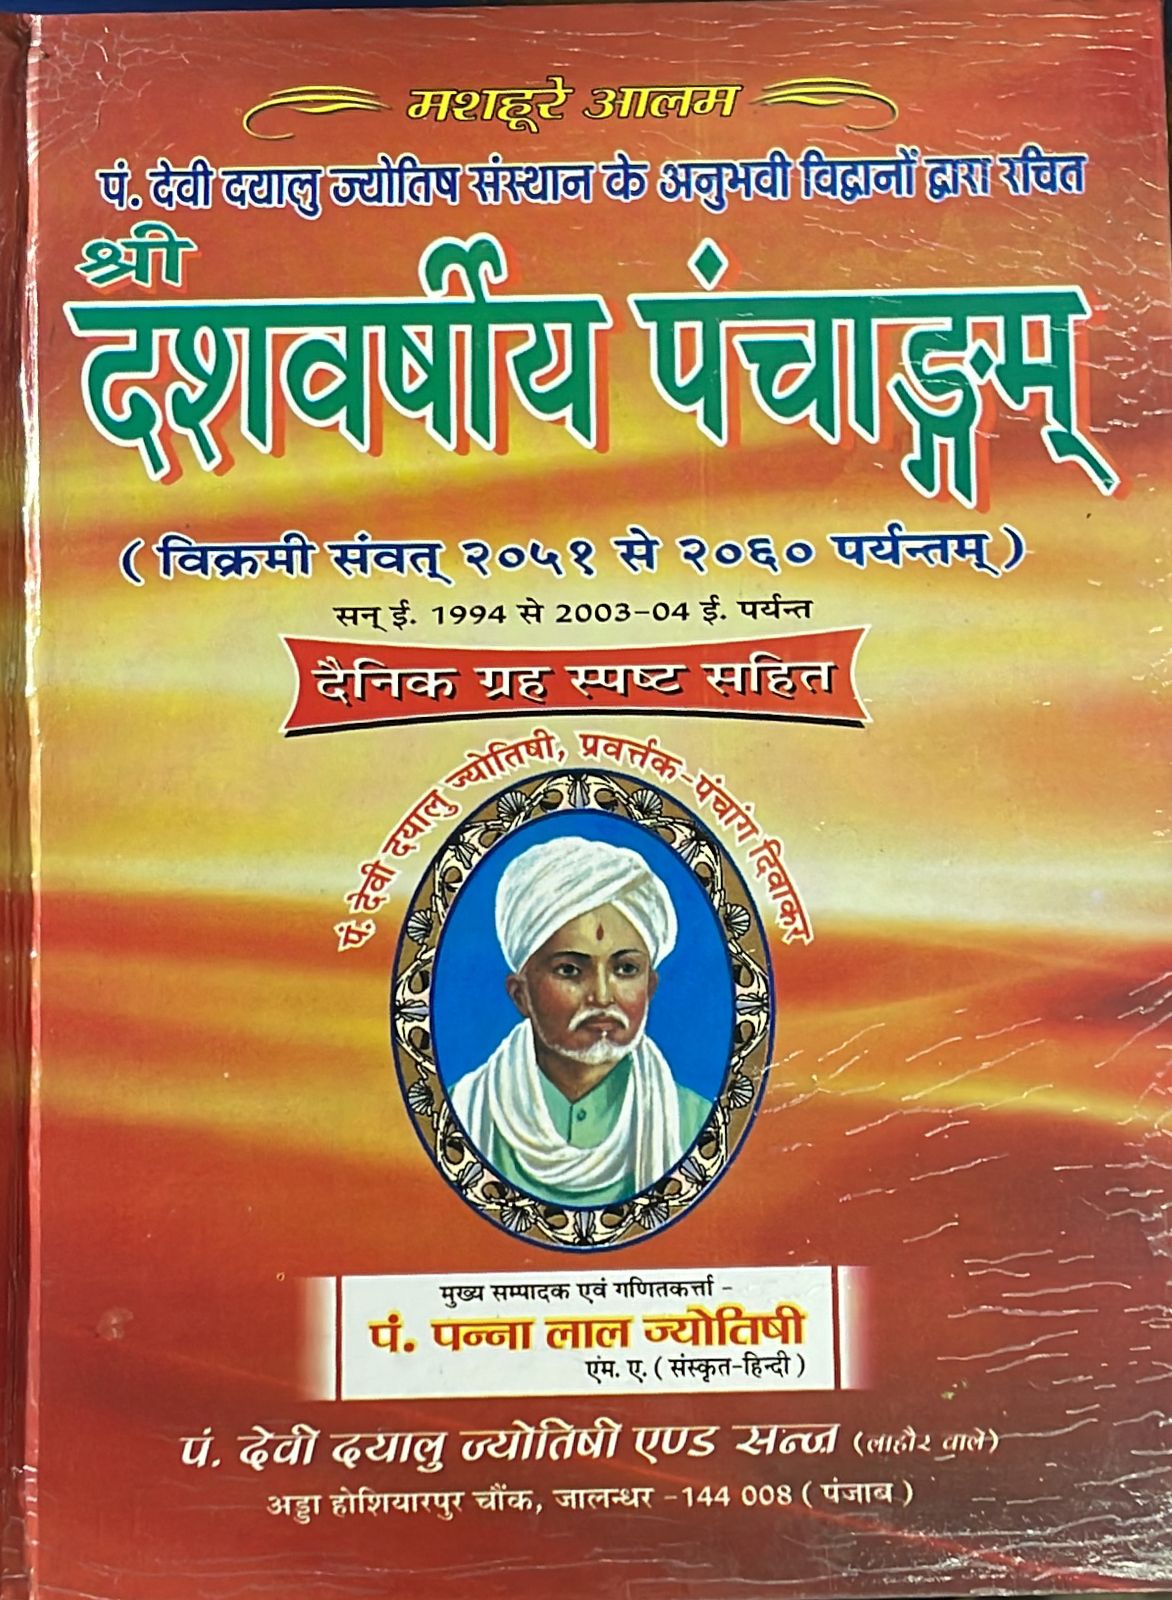 मशहूरे आलम
पं. देवी दयालु ज्योतिष संस्थान के अनुभवी विद्वानों द्वारा रचित
श्री
दशवर्षीय पंचाङ्गम्
( विक्रमी संवत् २०५१ से २०६० पर्यन्तम् )
सन् ई. 1994 से 2003-04 ई. पर्यन्त
दैनिक ग्रह स्पष्ट सहित
पं. देवी दयालु ज्योतिषी, प्रवर्त्तक-पंचांग दिवाकर
मुख्य सम्पादक एवं गणितकर्त्ता -
पं. पन्ना लाल ज्योतिषी
एंम. ए. ( संस्कृत-हिन्दी )
पं. देवी दयालु ज्योतिषी एण्ड सन्ज़ (लाहौर वाले)
अड्डा होशियारपुर चौंक, जालन्धर -144 008 ( पंजाब )